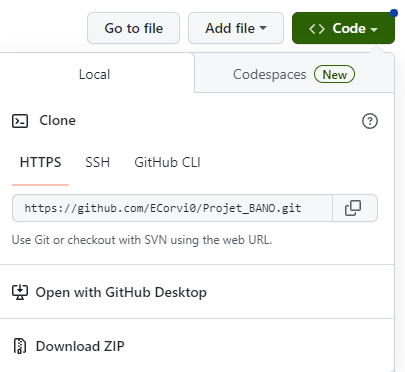 Go to file
Add file
<> Code
Local
Codespaces New
Clone
HTTPS SSH GitHub CLI
https://github.com/ECorvi0/Projet_BANO.git
Use Git or checkout with SVN using the web URL.
Open with GitHub Desktop
Download ZIP